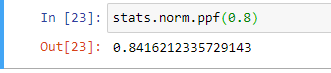 In [23]: stats.norm.ppf(0.8)
Out[23]: 0.8416212335729143